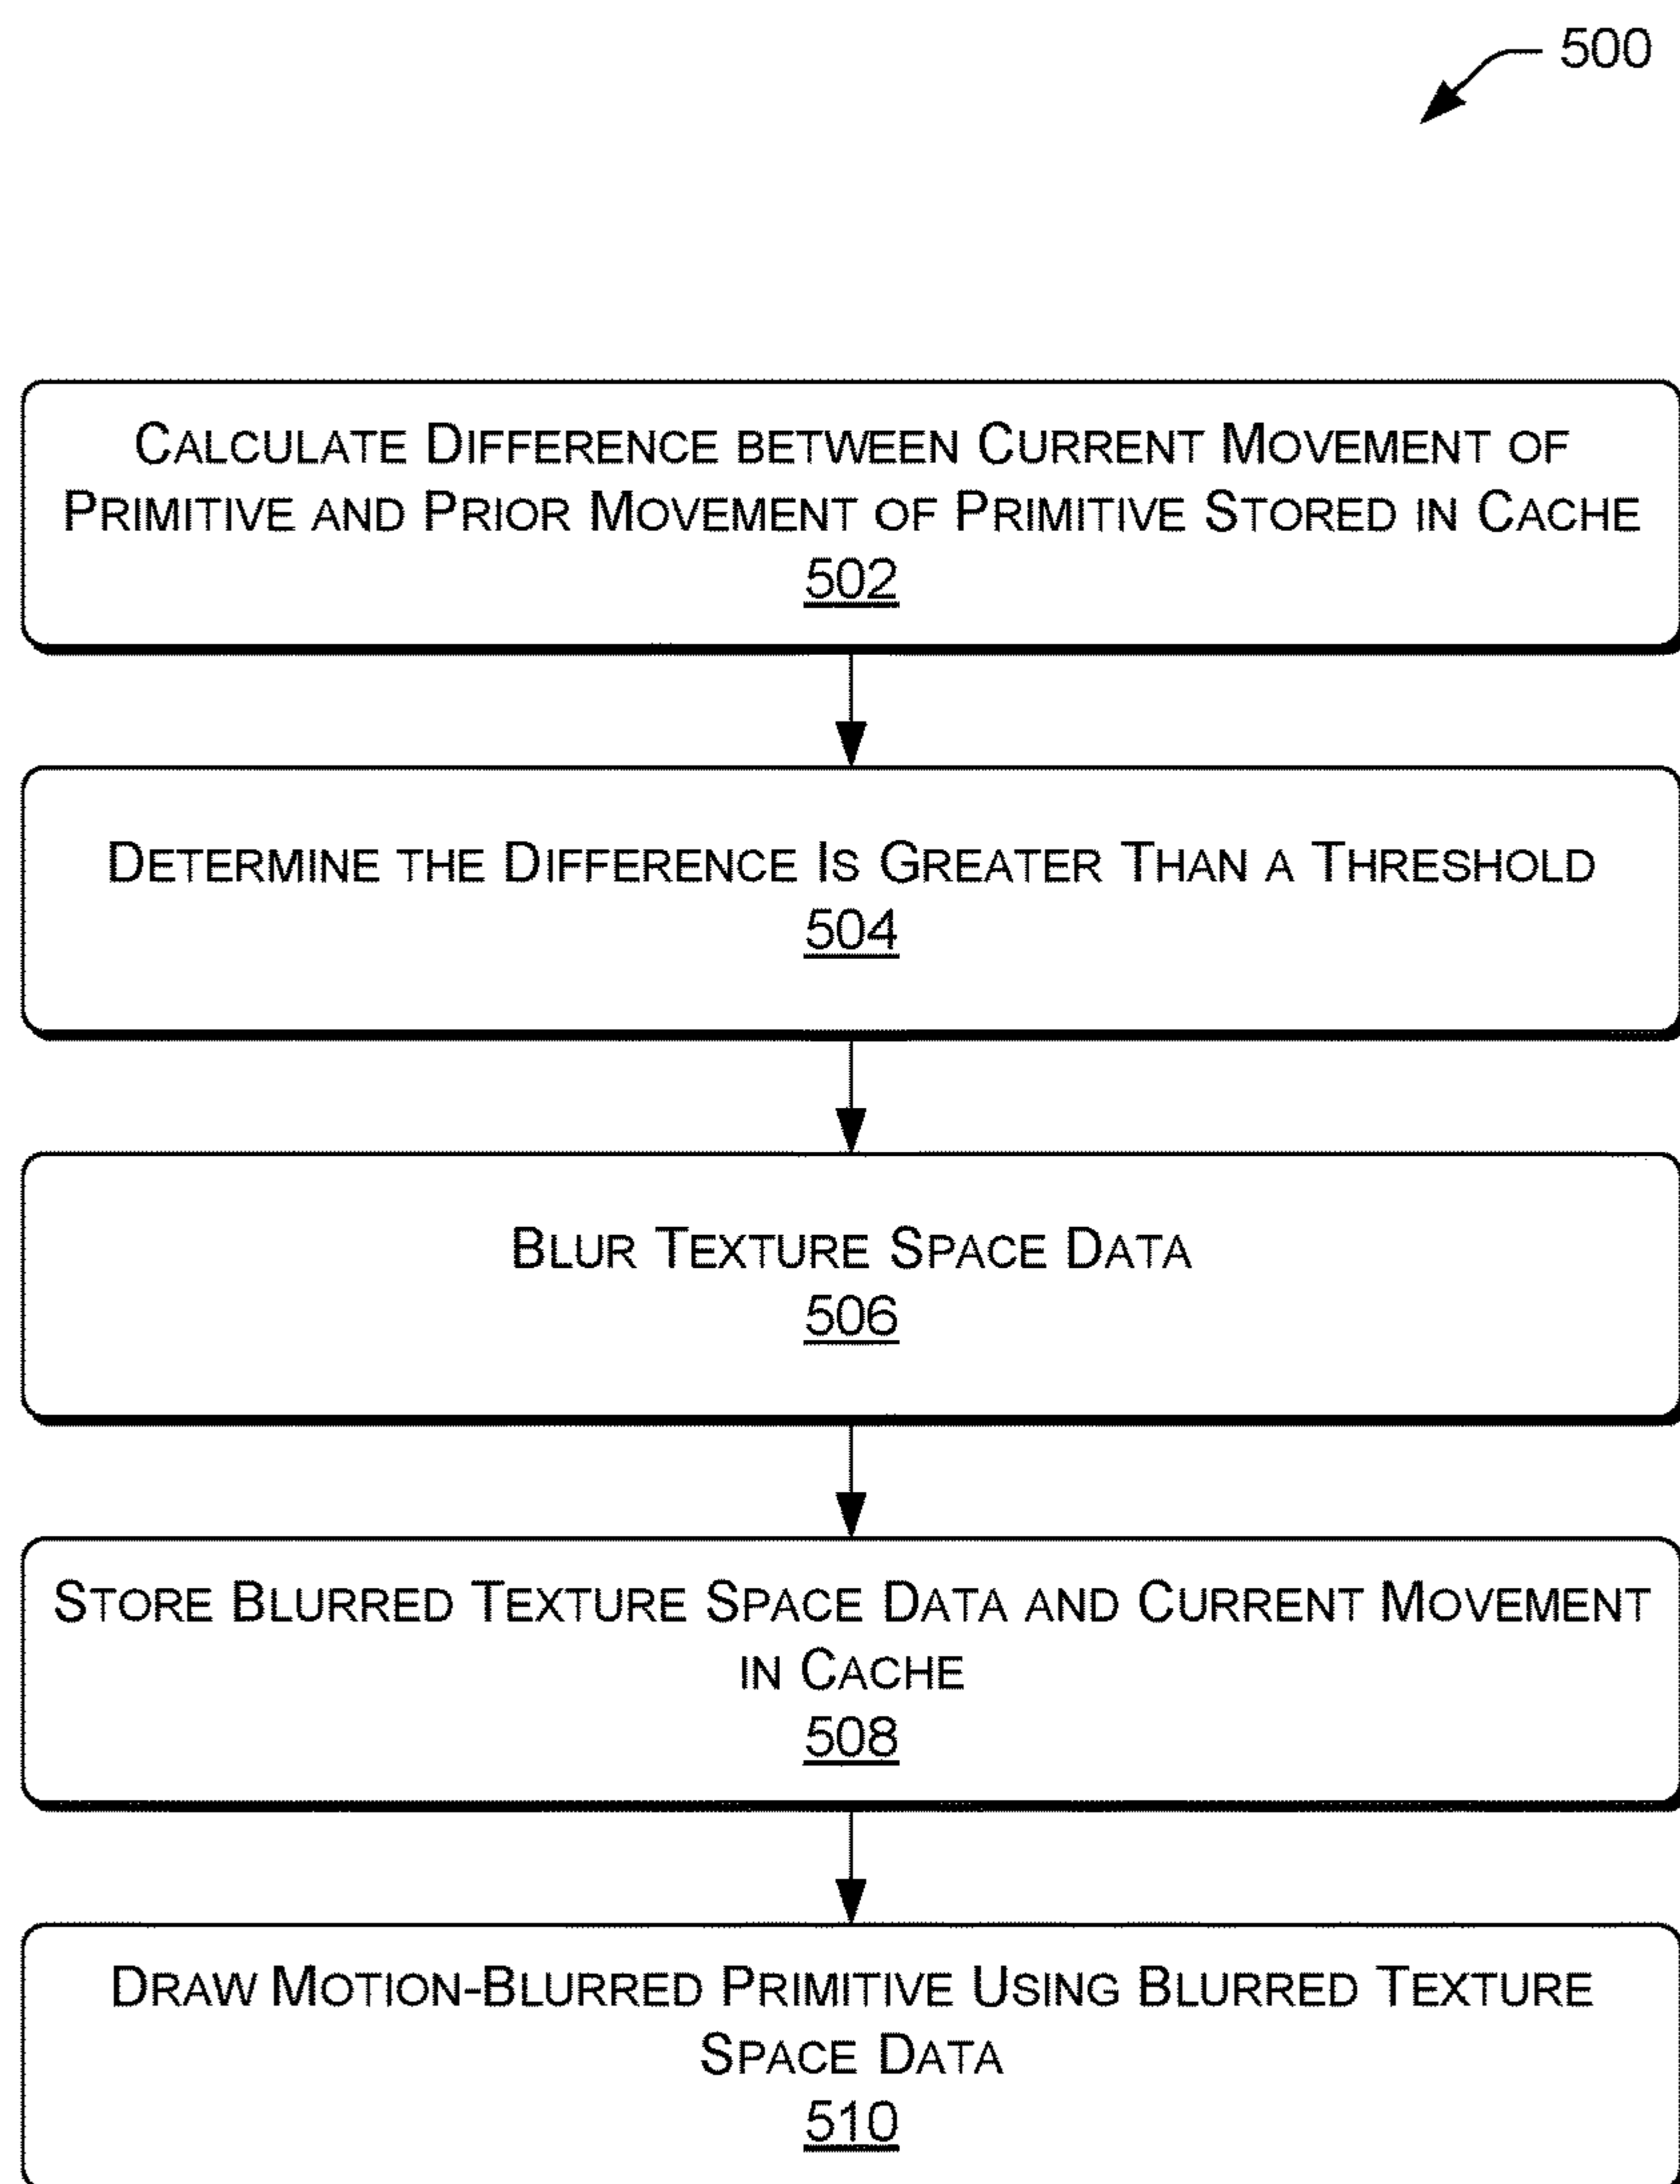 500
CALCULATE DIFFERENCE BETWEEN CURRENT MOVEMENT OF
PRIMITIVE AND PRIOR MOVEMENT OF PRIMITIVE STORED IN CACHE
502
DETERMINE THE DIFFERENCE IS GREATER THAN A THRESHOLD
504
BLUR TEXTURE SPACE DATA
506
STORE BLURRED TEXTURE SPACE DATA AND CURRENT MOVEMENT
IN CACHE
508
DRAW MOTION-BLURRED PRIMITIVE USING BLURRED TEXTURE
SPACE DATA
510